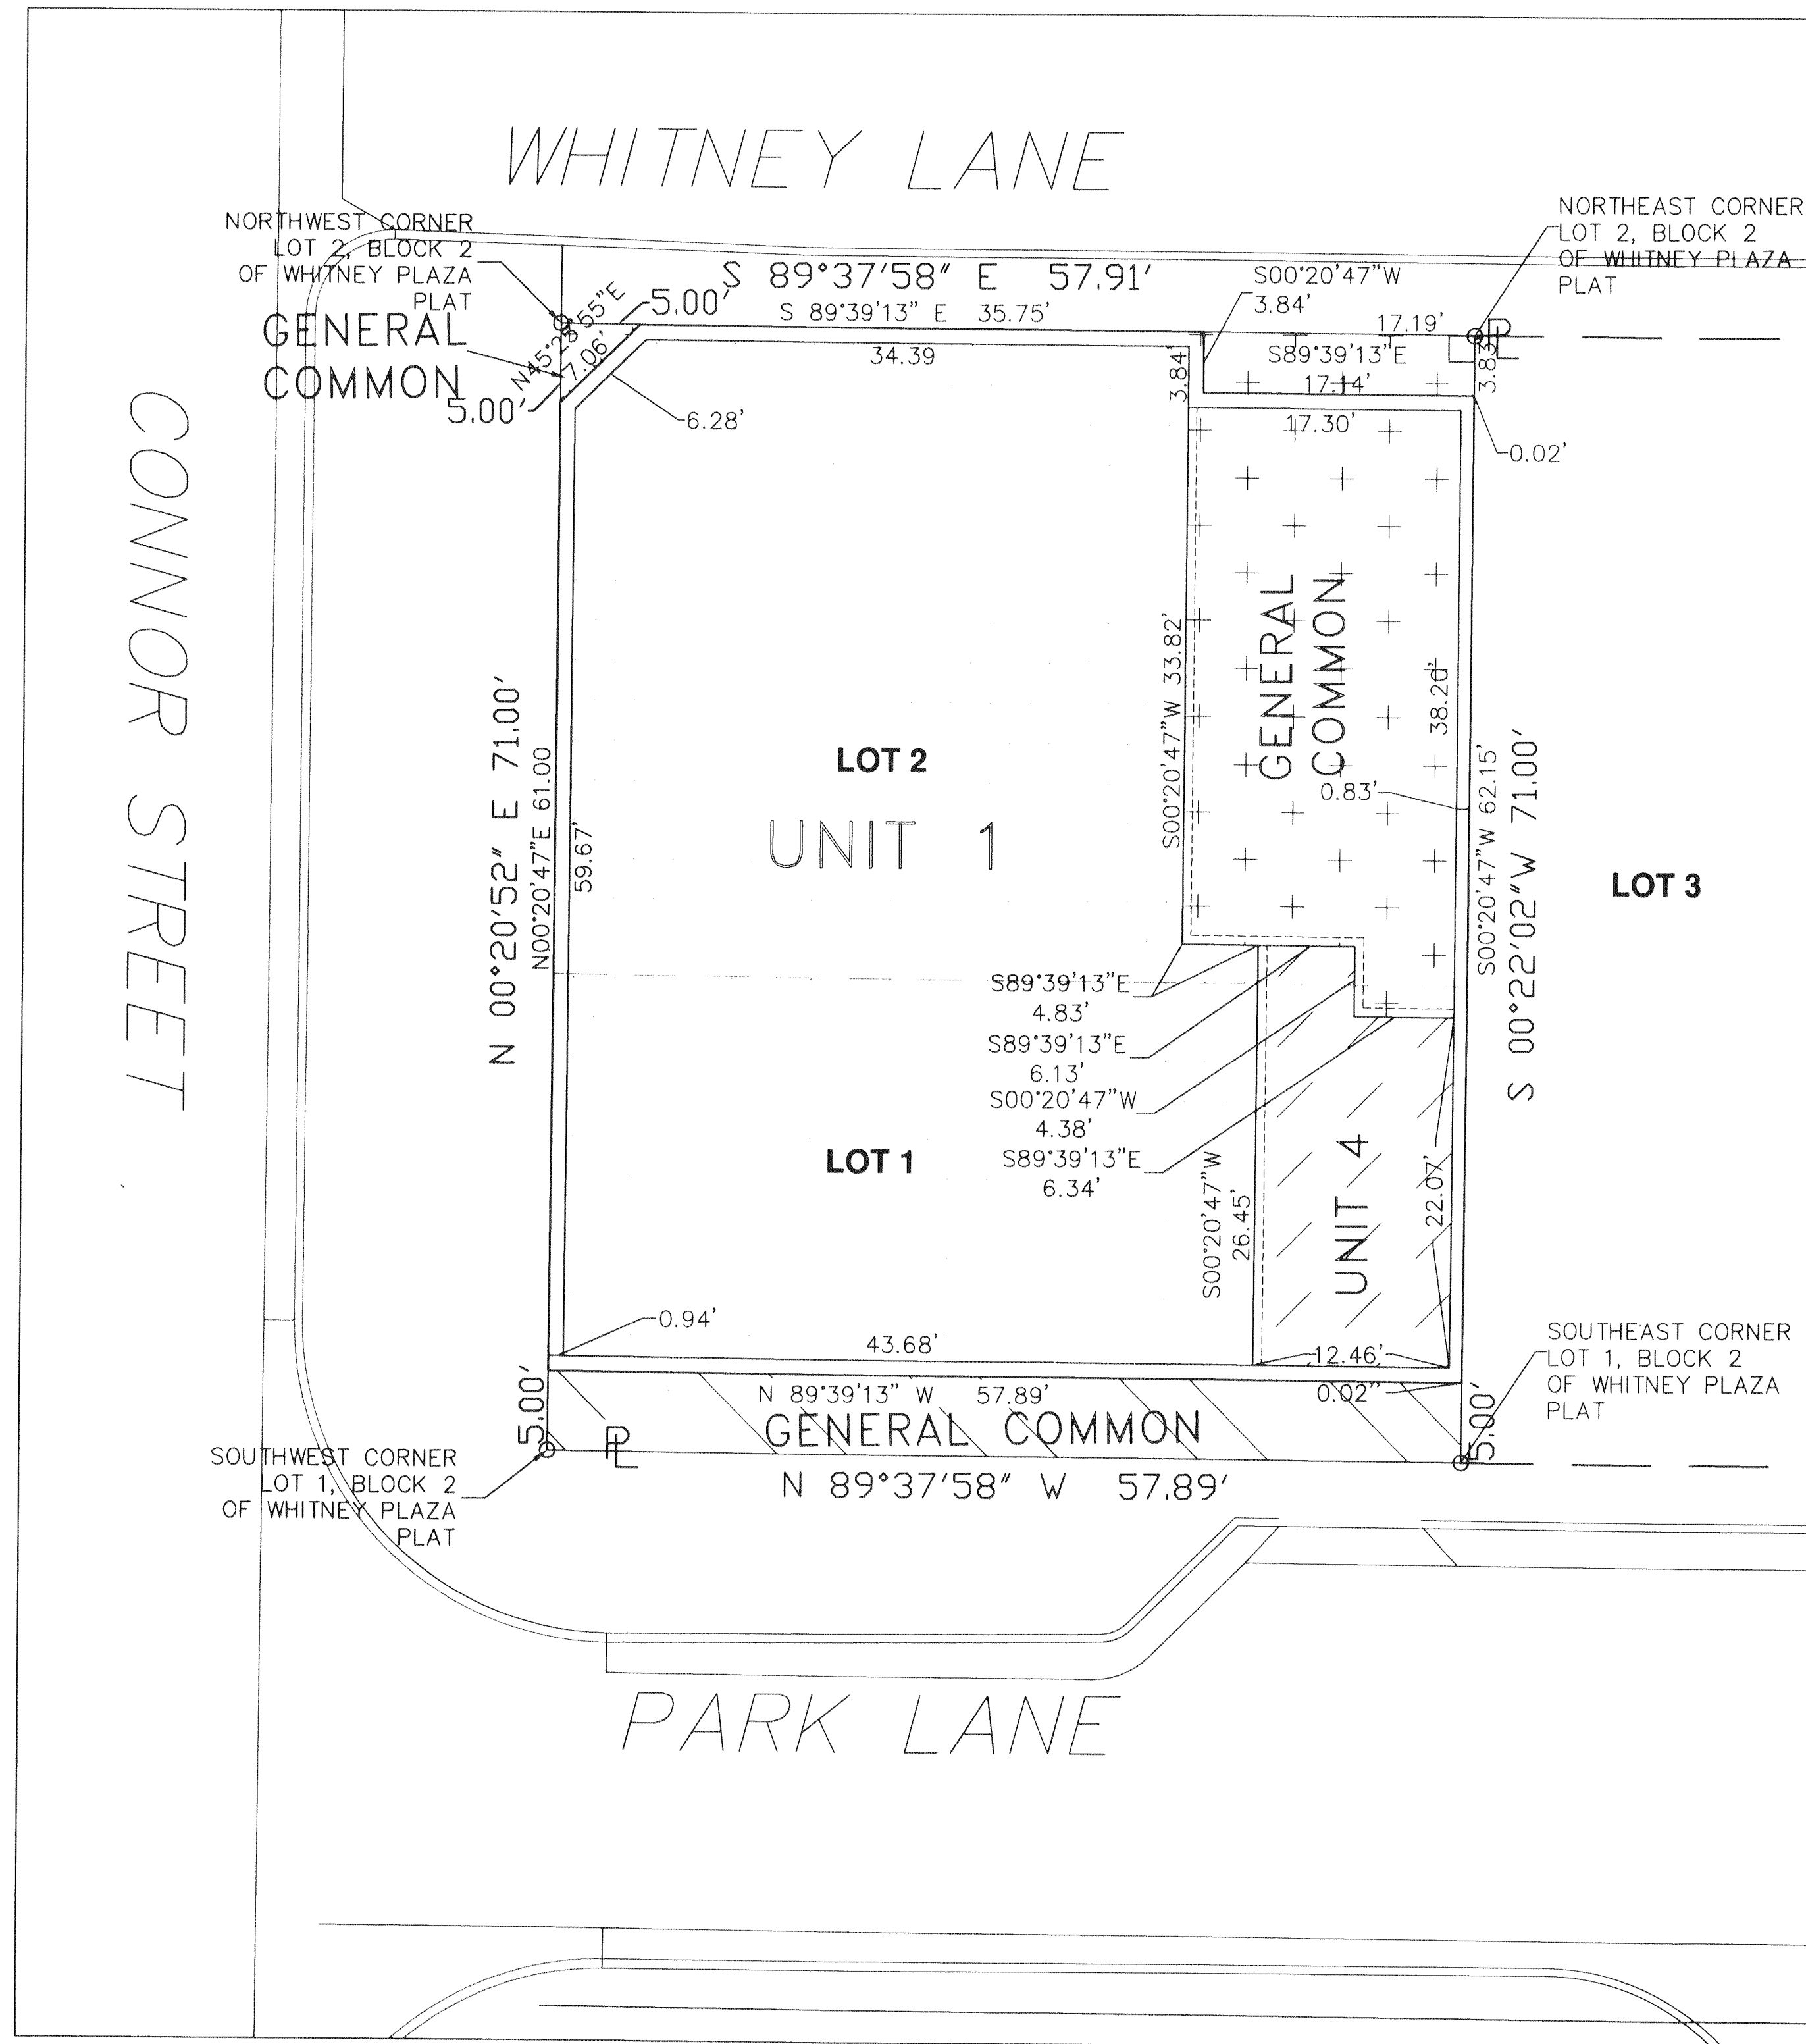 WHITNEY LANE
NORTHWEST CORNER
LOT 2, BLOCK 2
OF WHITNEY PLAZA
PLAT
NORTHEAST CORNER
LOT 2, BLOCK 2
OF WHITNEY PLAZA
PLAT
S 89°37'58" E 57.91'
S 89°39'13" E 35.75'
S00°20'47"W
3.84'
5.00'
N45°28'55"E
7.06'
17.19'
PL
S89°39'13"E
17.14'
3.83'
GENERAL
COMMON
5.00'
34.39
3.84'
6.28'
17.30'
0.02'
CONNOR STREET
GENERAL
COMMON
S00°20'47"W 33.82'
38.20'
0.83'
N 00°20'52" E 71.00'
N00°20'47"E 61.00
59.67'
LOT 2
UNIT 1
S00°20'47"W 62.15'
S 00°22'02"W 71.00'
LOT 3
S89°39'13"E
4.83'
S89°39'13"E
6.13'
S00°20'47"W
4.38'
S89°39'13"E
6.34'
LOT 1
S00°20'47"W
26.45'
UNIT 4
22.07'
0.94'
43.68'
12.46'
5.00'
N 89°39'13" W 57.89'
0.02"
GENERAL COMMON
5.00'
SOUTHEAST CORNER
LOT 1, BLOCK 2
OF WHITNEY PLAZA
PLAT
SOUTHWEST CORNER
LOT 1, BLOCK 2
OF WHITNEY PLAZA
PLAT
PL
N 89°37'58" W 57.89'
PARK LANE